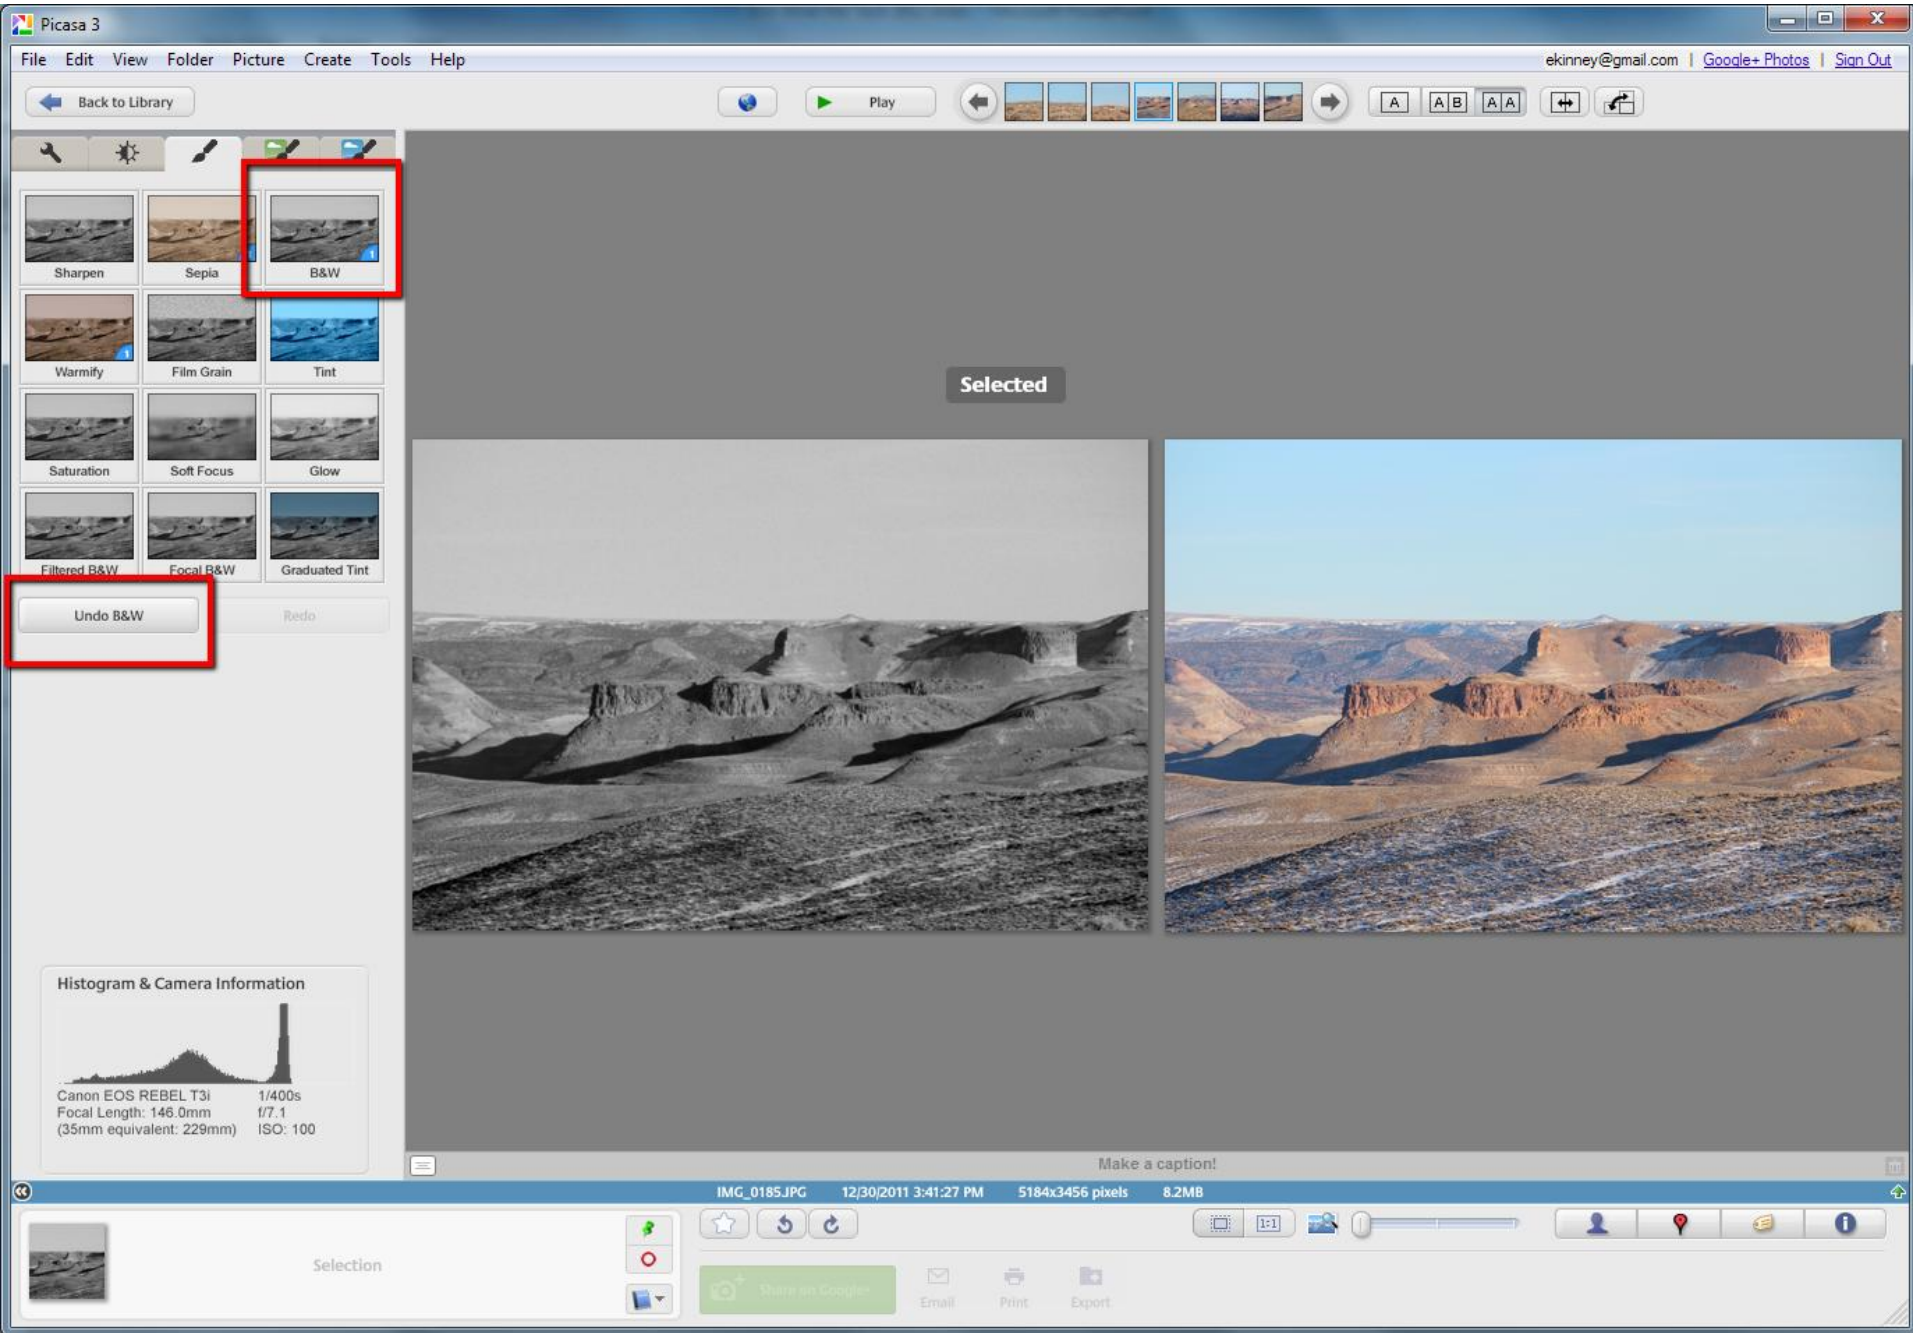 Picasa 3
File Edit View Folder Picture Create Tools Help
ekinney@gmail.com | Google+ Photos | Sign Out
Back to Library
Play
A
A B
A A
Sharpen Sepia B&W
Warmify Film Grain Tint
Saturation Soft Focus Glow
Filtered B&W Focal B&W Graduated Tint
Undo B&W Redo
Selected
Histogram & Camera Information
Canon EOS REBEL T3i 1/400s
Focal Length: 146.0mm f/7.1
(35mm equivalent: 229mm) ISO: 100
Make a caption!
IMG_0185.JPG 12/30/2011 3:41:27 PM 5184x3456 pixels 8.2MB
1:1
Selection
Share on Google+
Email Print Export